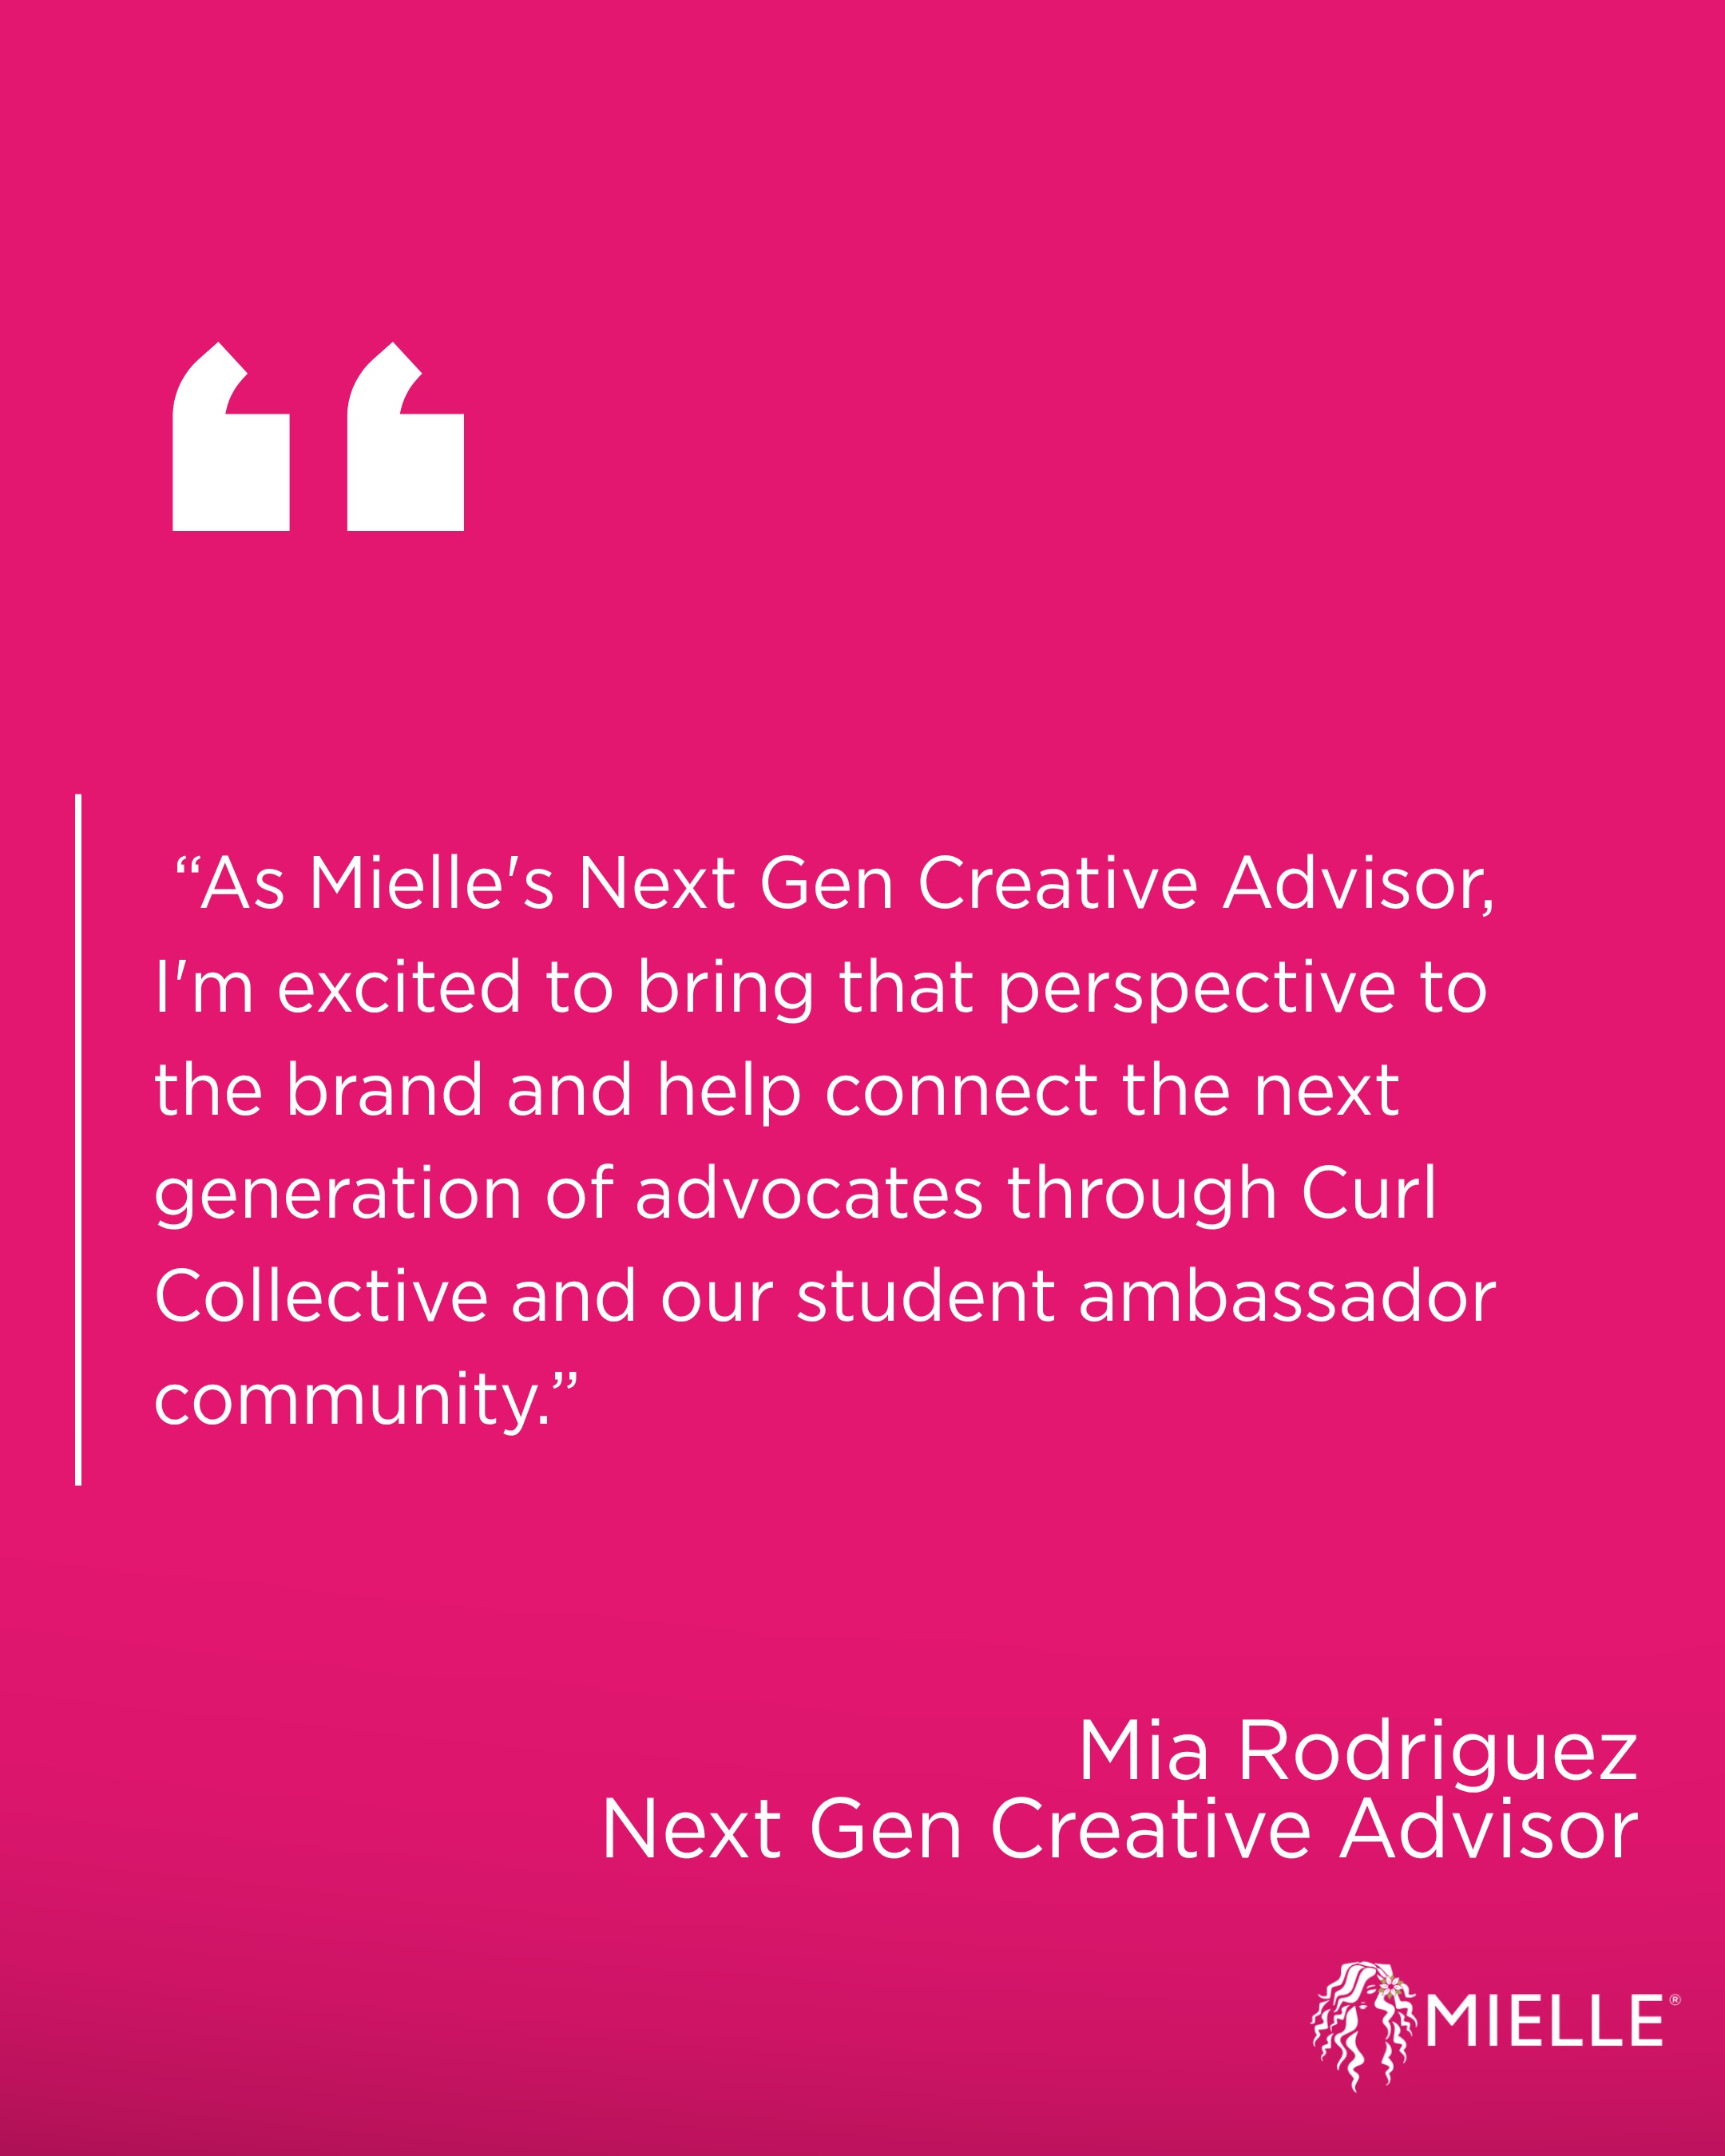 “As Mielle's Next Gen Creative Advisor,
I'm excited to bring that perspective to
the brand and help connect the next
generation of advocates through Curl
Collective and our student ambassador
community.”
Mia Rodriguez
Next Gen Creative Advisor
MIELLE®